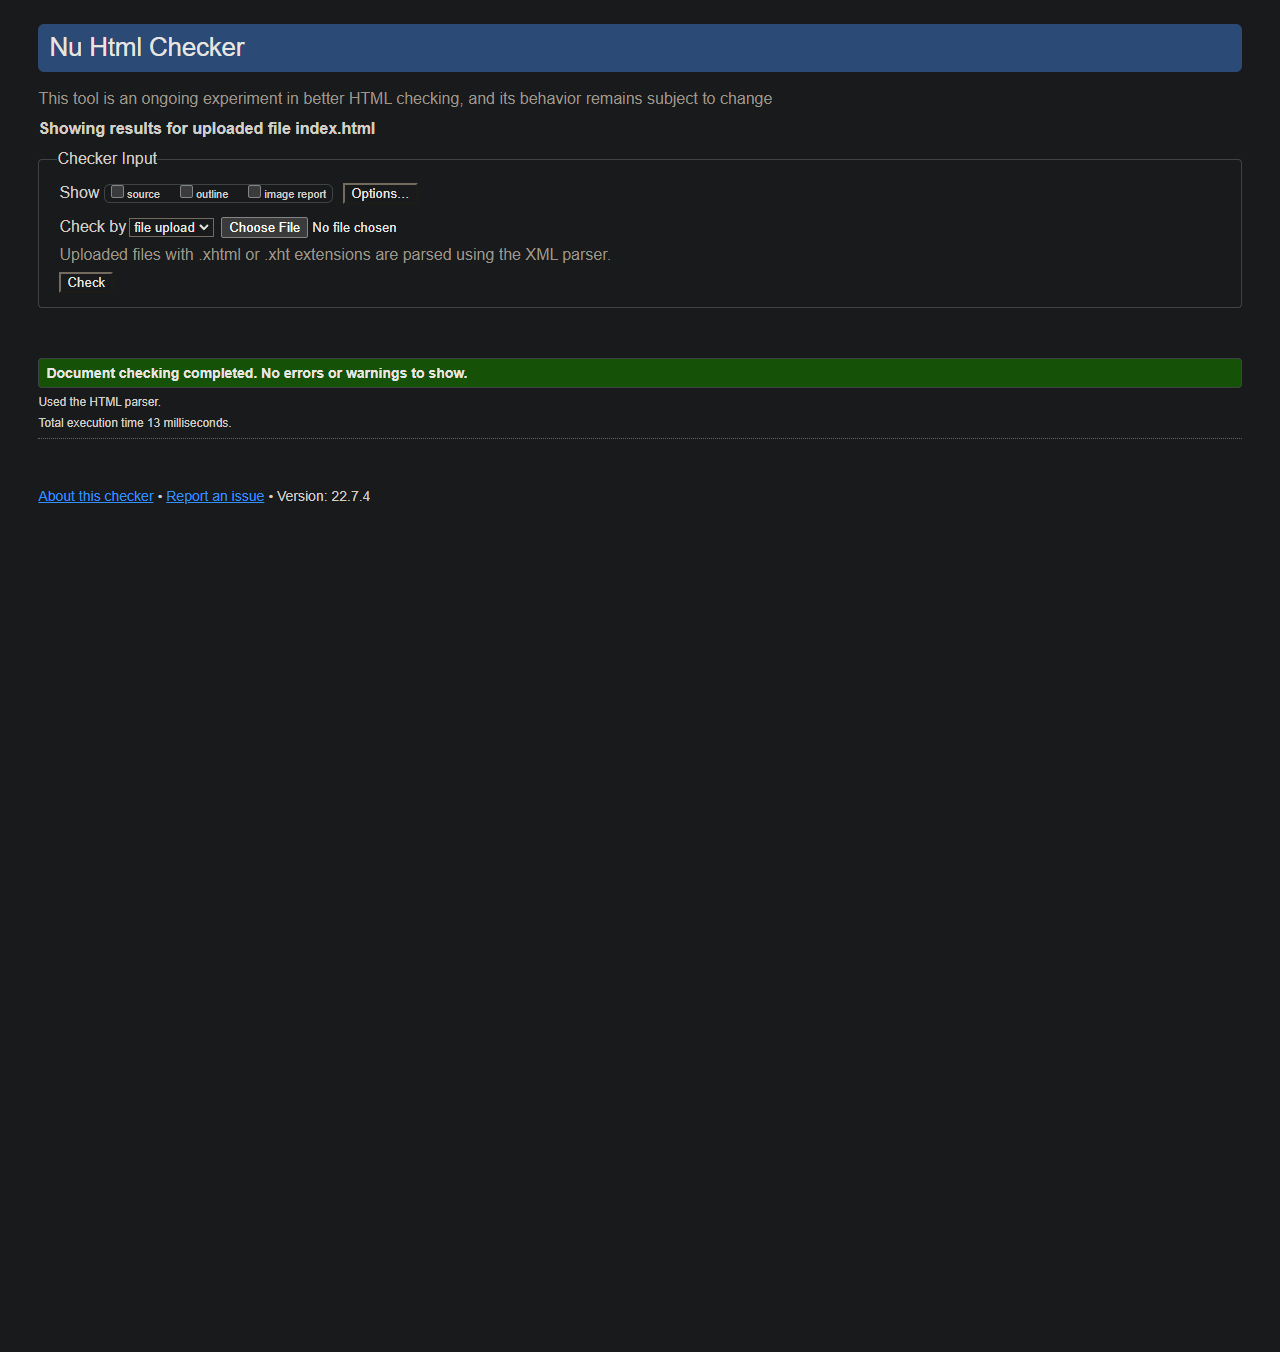 Nu Html Checker
This tool is an ongoing experiment in better HTML checking, and its behavior remains subject to change
Showing results for uploaded file index.html
Checker Input
Show source outline image report Options...
Check by file upload Choose File No file chosen
Uploaded files with .xhtml or .xht extensions are parsed using the XML parser.
Check
Document checking completed. No errors or warnings to show.
Used the HTML parser.
Total execution time 13 milliseconds.
About this checker • Report an issue • Version: 22.7.4